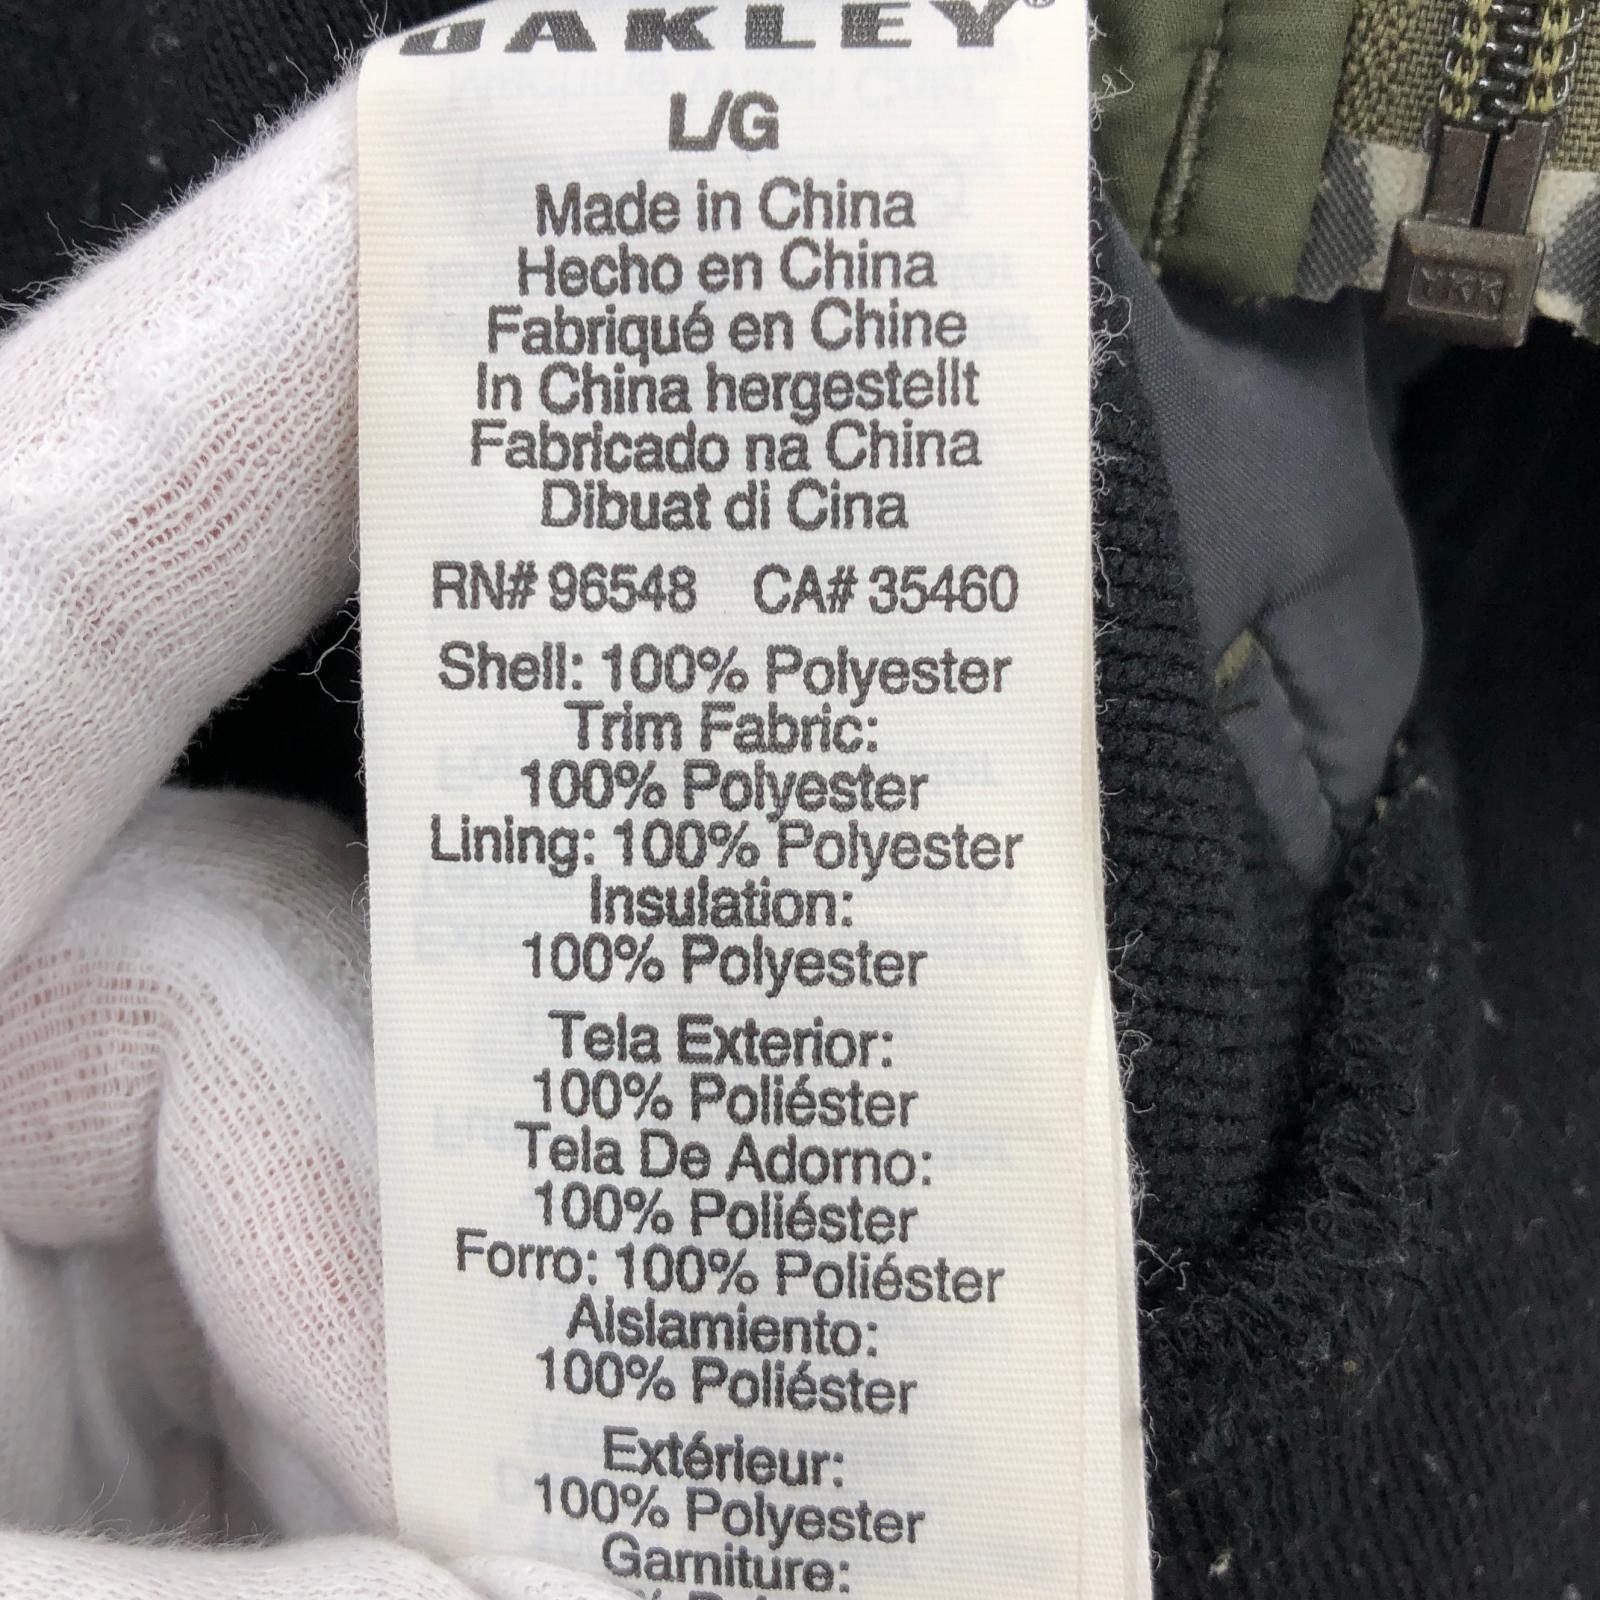 OAKLEY®
L/G
Made in China
Hecho en China
Fabriqué en Chine
In China hergestellt
Fabricado na China
Dibuat di Cina
RN# 96548 CA# 35460
Shell: 100% Polyester
Trim Fabric:
100% Polyester
Lining: 100% Polyester
Insulation:
100% Polyester
Tela Exterior:
100% Poliéster
Tela De Adorno:
100% Poliéster
Forro: 100% Poliéster
Aislamiento:
100% Poliéster
Extérieur:
100% Polyester
Garniture:
YKK